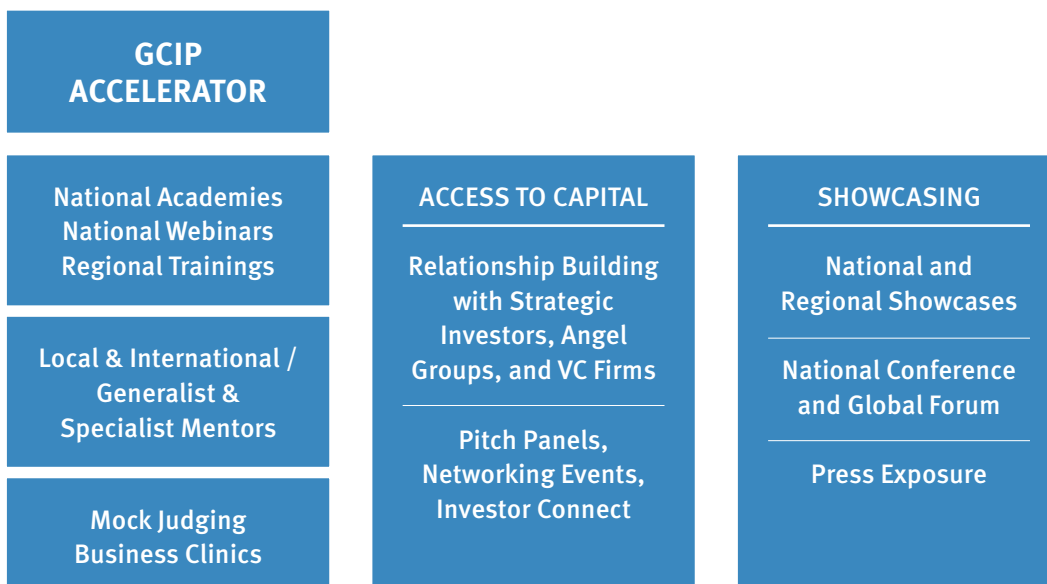 GCIP
ACCELERATOR
National Academies
National Webinars
Regional Trainings
Local & International /
Generalist &
Specialist Mentors
Mock Judging
Business Clinics
ACCESS TO CAPITAL
Relationship Building
with Strategic
Investors, Angel
Groups, and VC Firms
Pitch Panels,
Networking Events,
Investor Connect
SHOWCASING
National and
Regional Showcases
National Conference
and Global Forum
Press Exposure